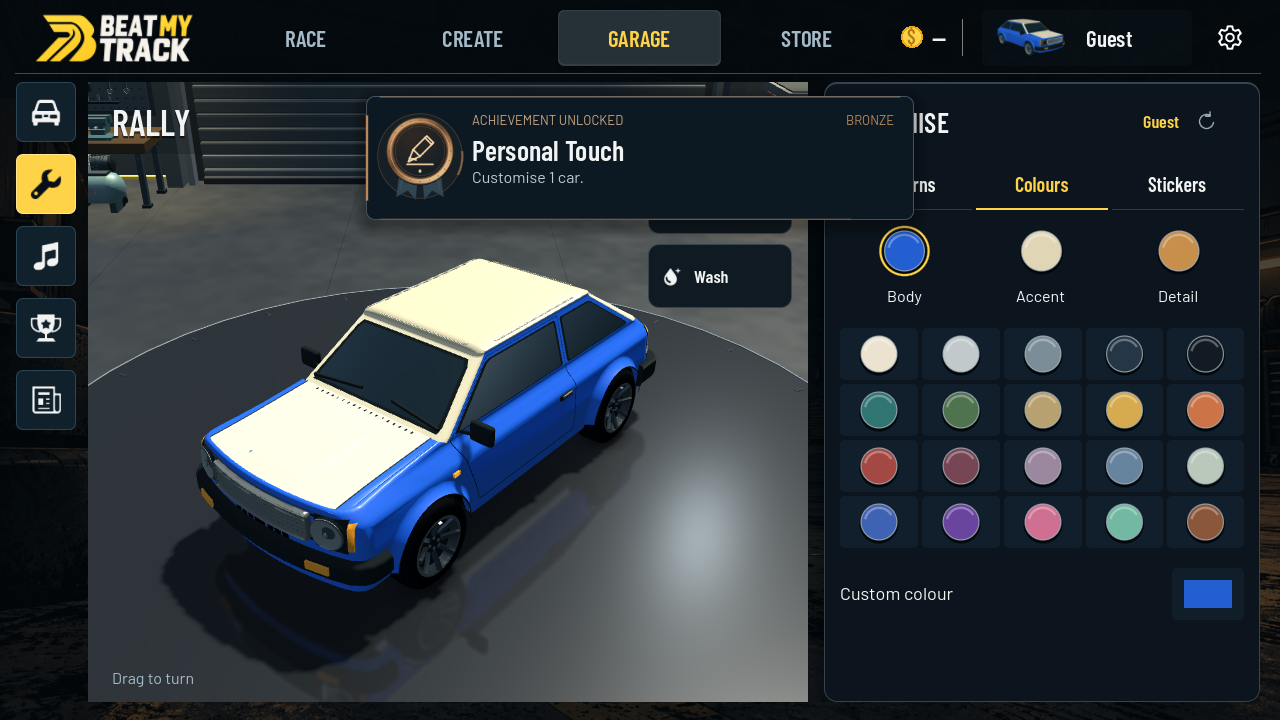 BEAT MY TRACK
RACE
CREATE
GARAGE
STORE
$ –
Guest
RALLY
ACHIEVEMENT UNLOCKED
BRONZE
Personal Touch
Customise 1 car.
ISE
Guest
rns
Colours
Stickers
Wash
Body
Accent
Detail
Custom colour
Drag to turn